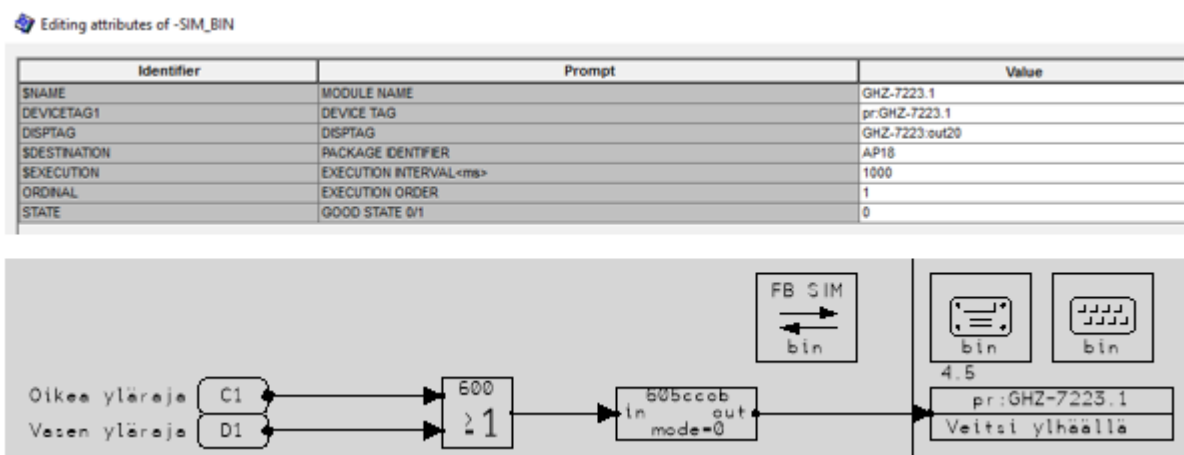 Editing attributes of -SIM_BIN
Identifier Prompt Value
$NAME MODULE NAME GHZ-7223.1
DEVICETAG1 DEVICE TAG pr:GHZ-7223.1
DISPTAG DISPTAG GHZ-7223:out20
$DESTINATION PACKAGE IDENTIFIER AP18
$EXECUTION EXECUTION INTERVAL<ms> 1000
ORDINAL EXECUTION ORDER 1
STATE GOOD STATE 0/1 0
FB SIM
bin
bin
bin
4.5
Oikea yläraja C1
Vasen yläraja D1
600
≥1
605ccob
in out
mode=0
pr:GHZ-7223.1
Veitsi ylhäällä